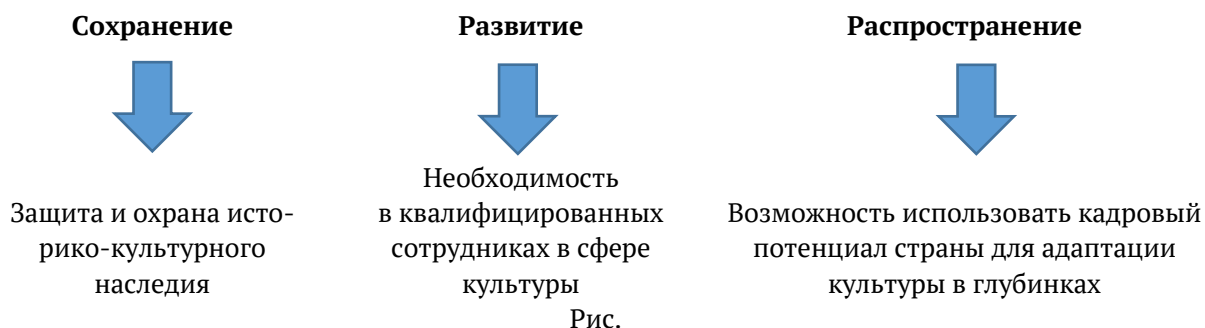 Сохранение
Развитие
Распространение
Защита и охрана исто-
рико-культурного
наследия
Необходимость
в квалифицированных
сотрудниках в сфере
культуры
Возможность использовать кадровый
потенциал страны для адаптации
культуры в глубинках
Рис.